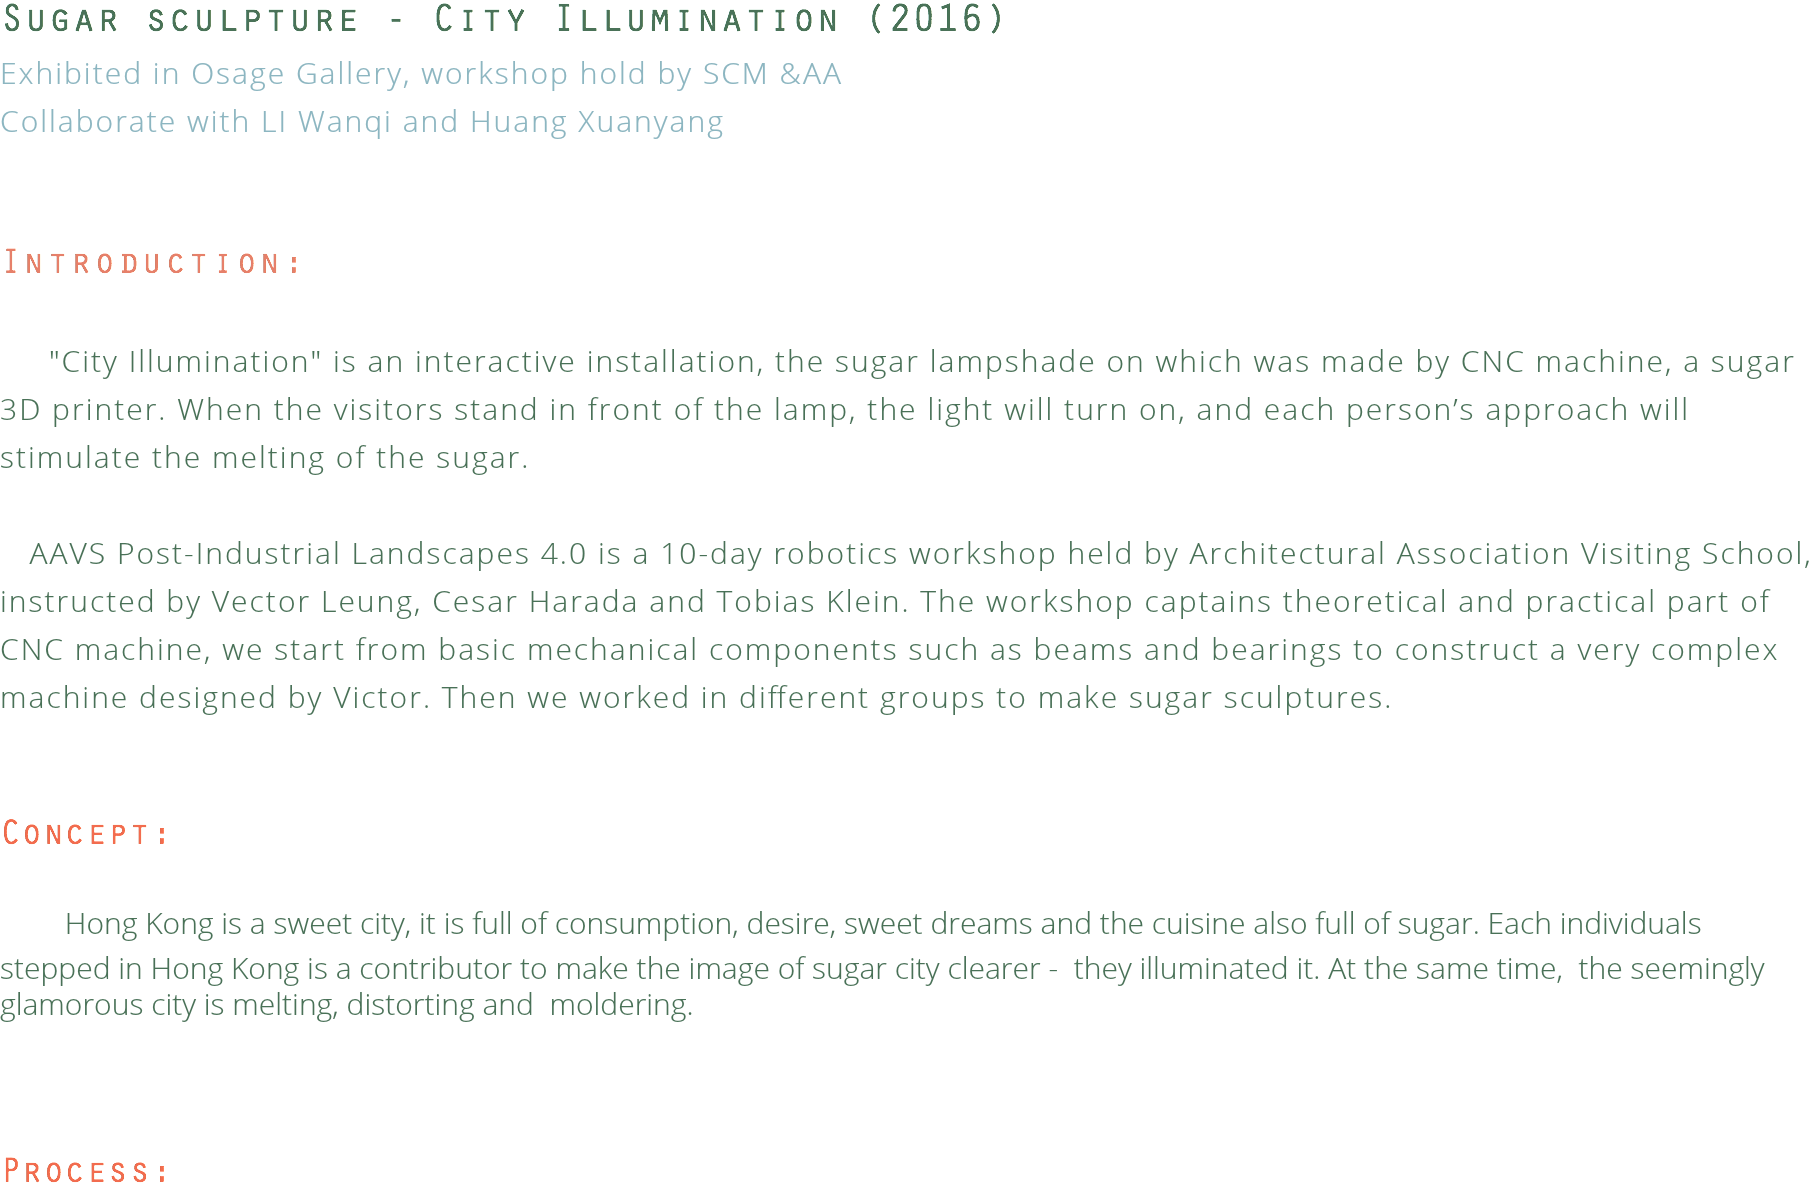 Sugar sculpture - City Illumination (2016)
Exhibited in Osage Gallery, workshop hold by SCM &AA
Collaborate with LI Wanqi and Huang Xuanyang
Introduction:
"City Illumination" is an interactive installation, the sugar lampshade on which was made by CNC machine, a sugar
3D printer. When the visitors stand in front of the lamp, the light will turn on, and each person’s approach will
stimulate the melting of the sugar.
AAVS Post-Industrial Landscapes 4.0 is a 10-day robotics workshop held by Architectural Association Visiting School,
instructed by Vector Leung, Cesar Harada and Tobias Klein. The workshop captains theoretical and practical part of
CNC machine, we start from basic mechanical components such as beams and bearings to construct a very complex
machine designed by Victor. Then we worked in different groups to make sugar sculptures.
Concept:
Hong Kong is a sweet city, it is full of consumption, desire, sweet dreams and the cuisine also full of sugar. Each individuals
stepped in Hong Kong is a contributor to make the image of sugar city clearer -  they illuminated it. At the same time,  the seemingly
glamorous city is melting, distorting and  moldering.
Process: